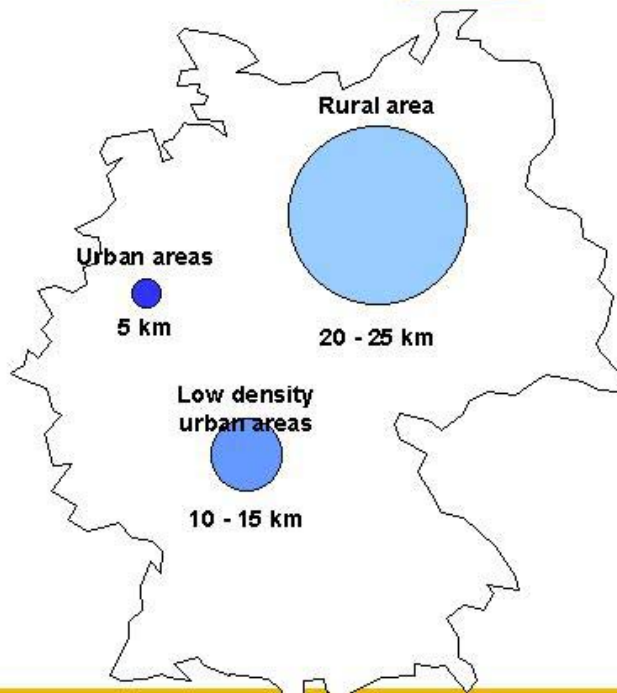 Rural area
Urban areas
5 km
20 - 25 km
Low density
urban areas
10 - 15 km